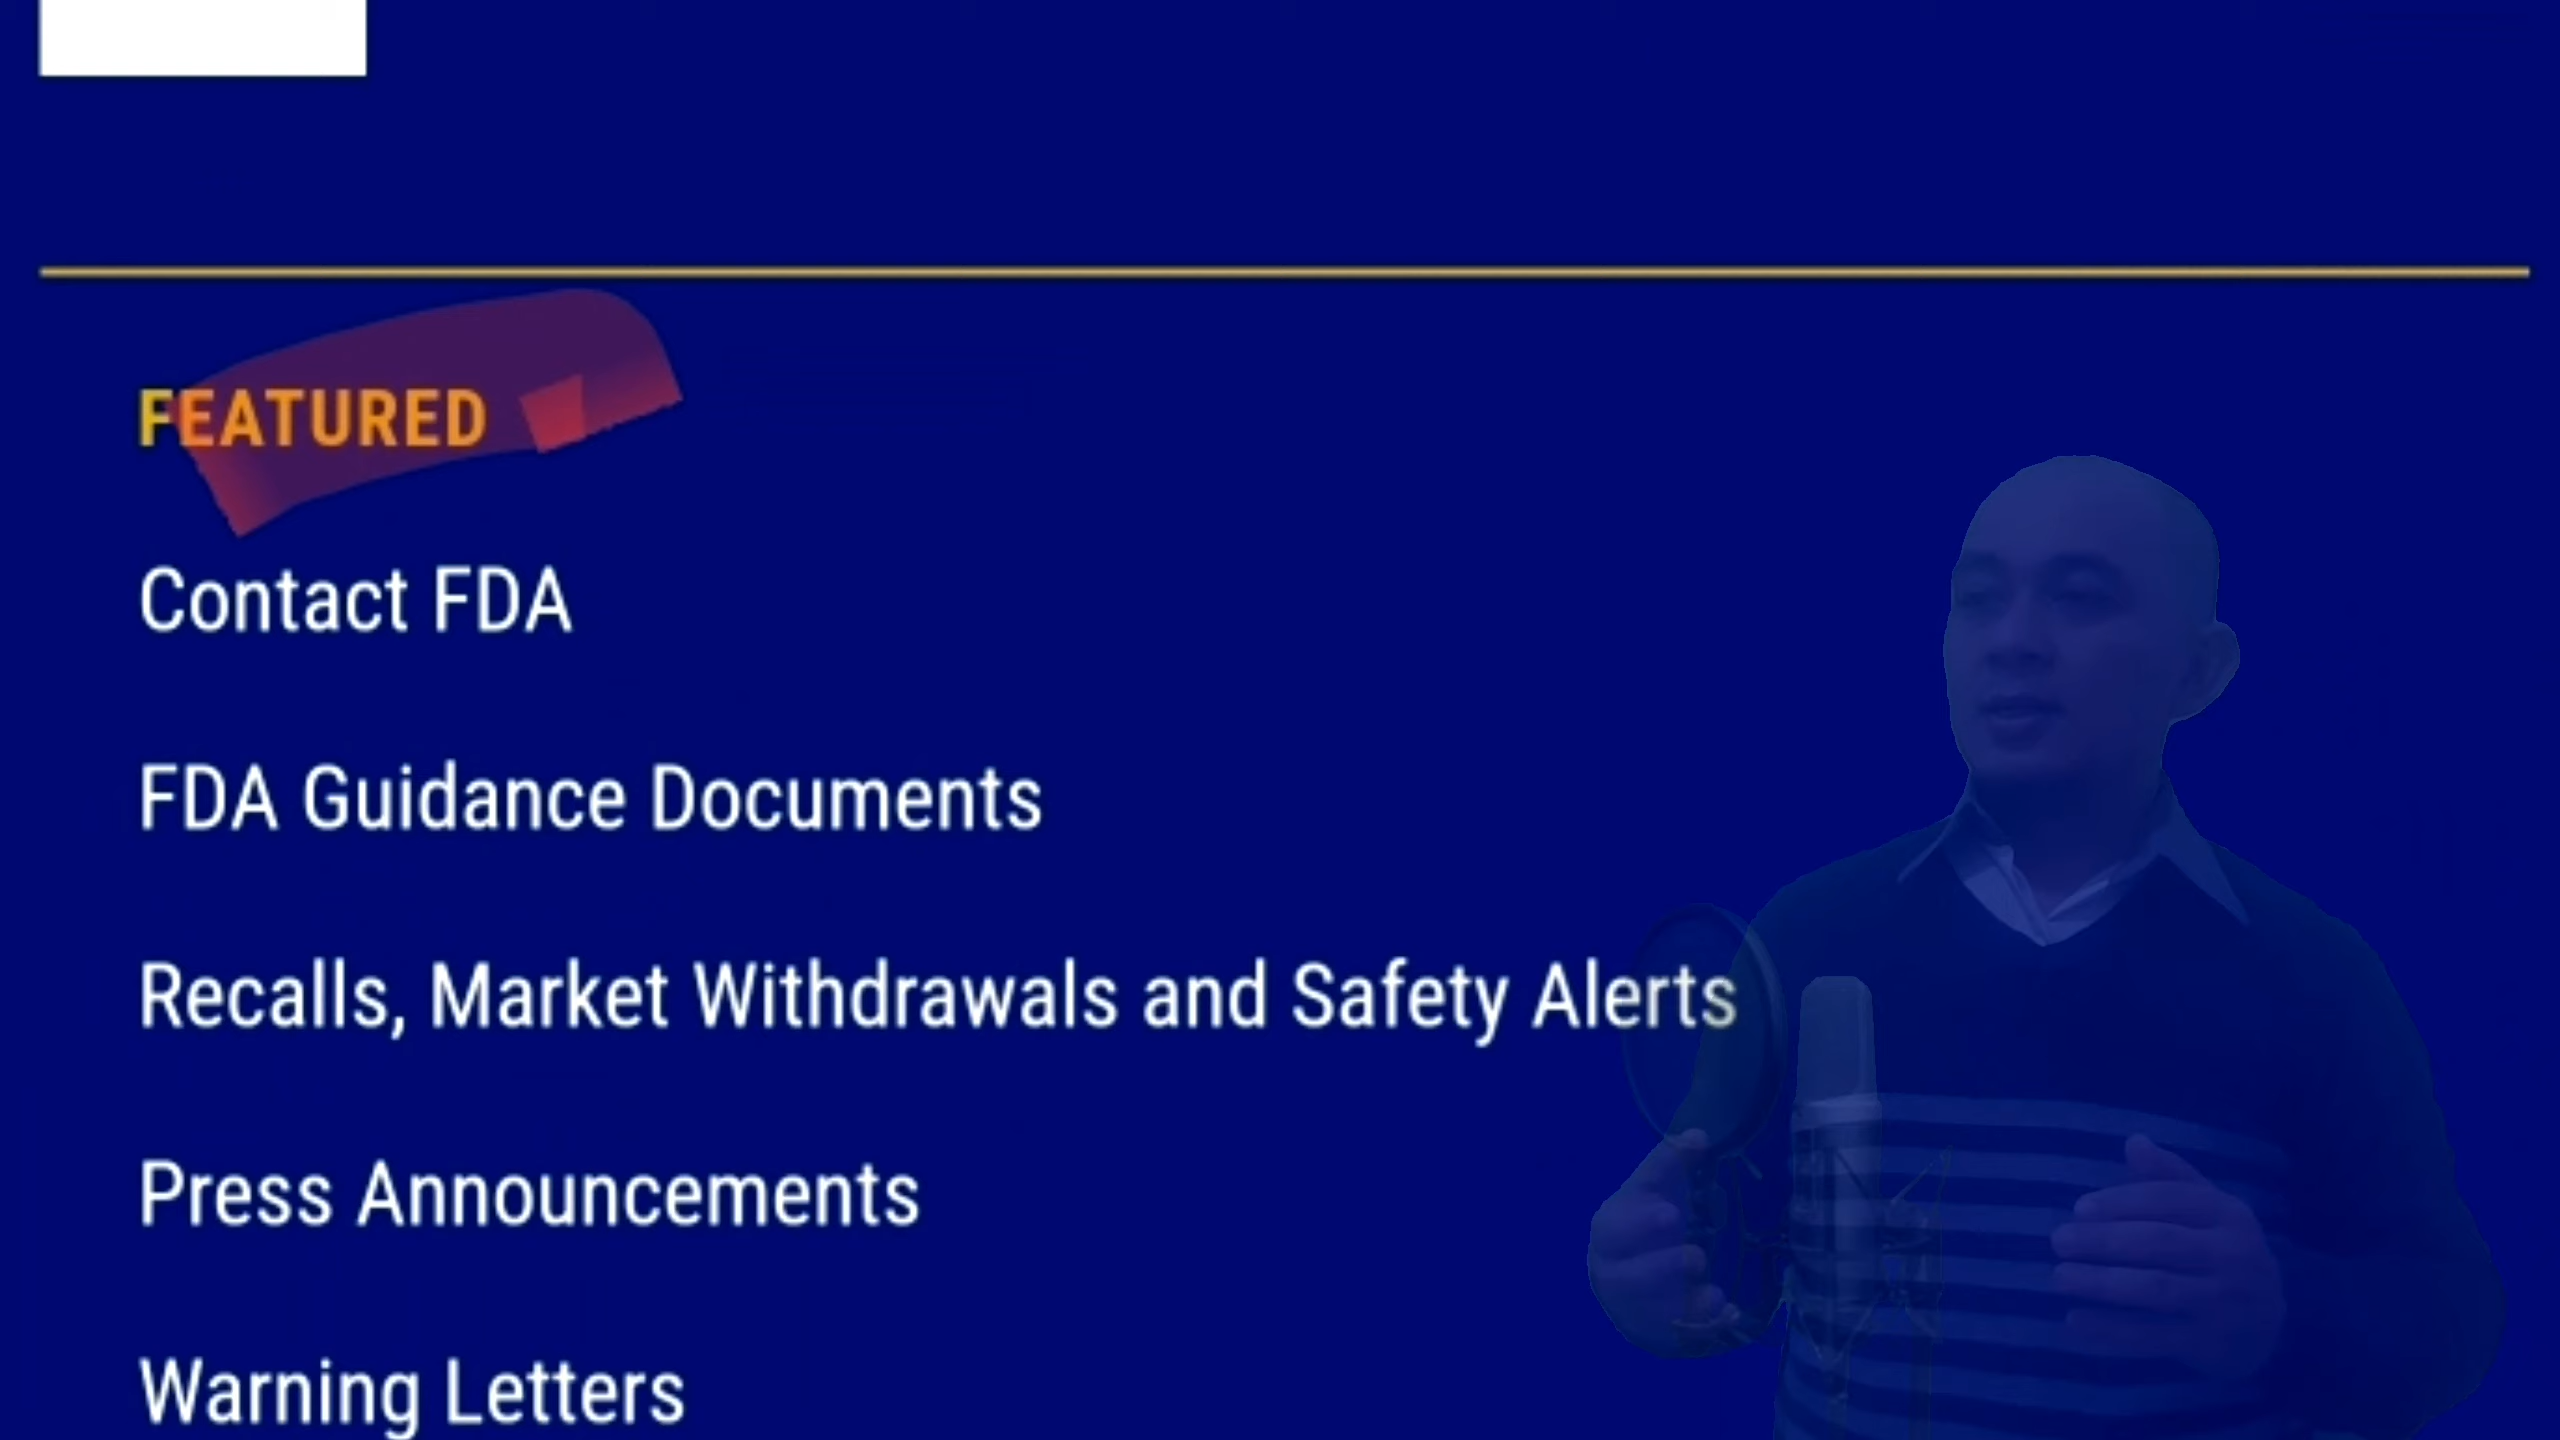 FEATURED
Contact FDA
FDA Guidance Documents
Recalls, Market Withdrawals and Safety Alerts
Press Announcements
Warning Letters